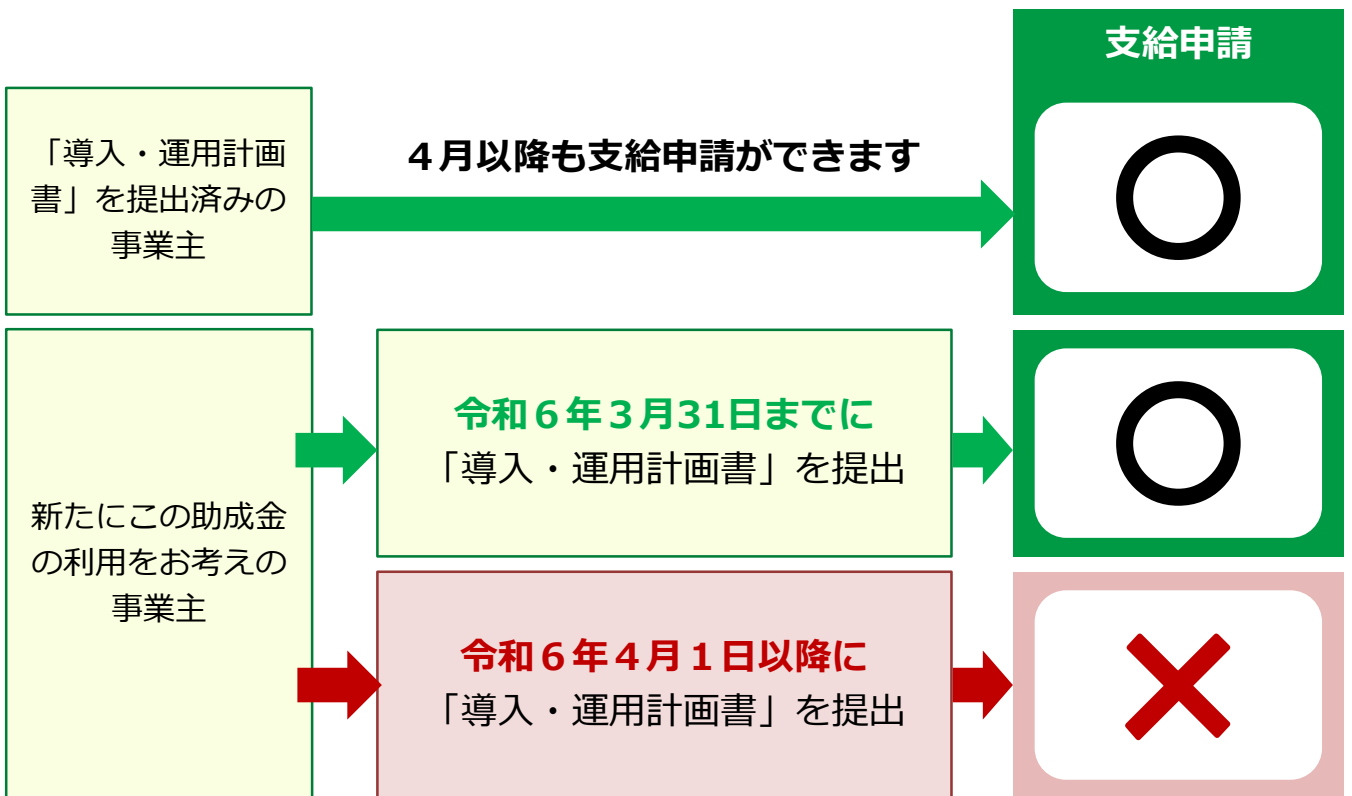 支給申請
「導入・運用計画
書」を提出済みの
事業主
４月以降も支給申請ができます
新たにこの助成金
の利用をお考えの
事業主
令和６年３月31日までに
「導入・運用計画書」を提出
令和６年４月１日以降に
「導入・運用計画書」を提出